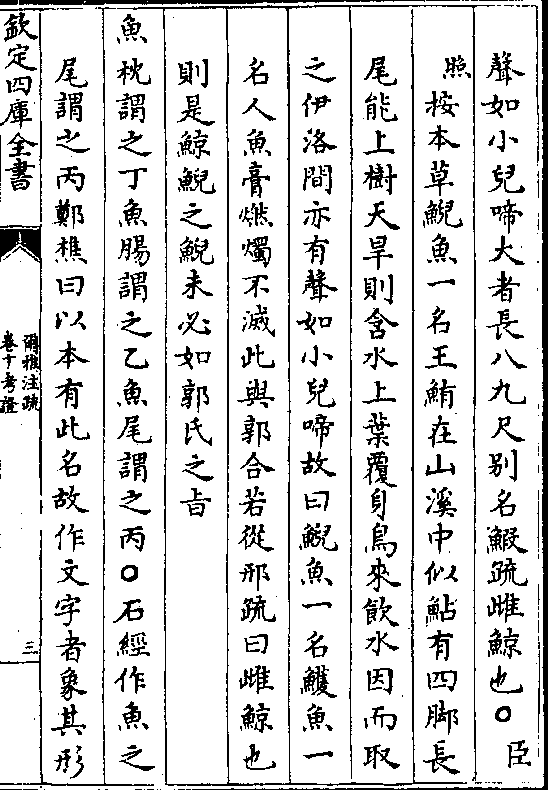 聲如小兒啼大者長八九尺别名鰕疏雌鯨也○臣
照按本草鯢魚一名王鮪在山溪中似鮎有四脚長
尾能上樹天旱則含水上葉覆身鳥來飲水因而取
之伊洛間亦有聲如小兒啼故曰鯢魚一名鱯魚一
名人魚膏燃燭不滅此與郭合若從邢疏曰雌鯨也
則是鯨鯢之鯢未必如郭氏之旨
魚枕謂之丁魚腸謂之乙魚尾謂之丙○石經作魚之
尾謂之丙鄭樵曰以本有此名故作文字者象其形
欽定四庫全書
爾雅注疏
卷十考證
三